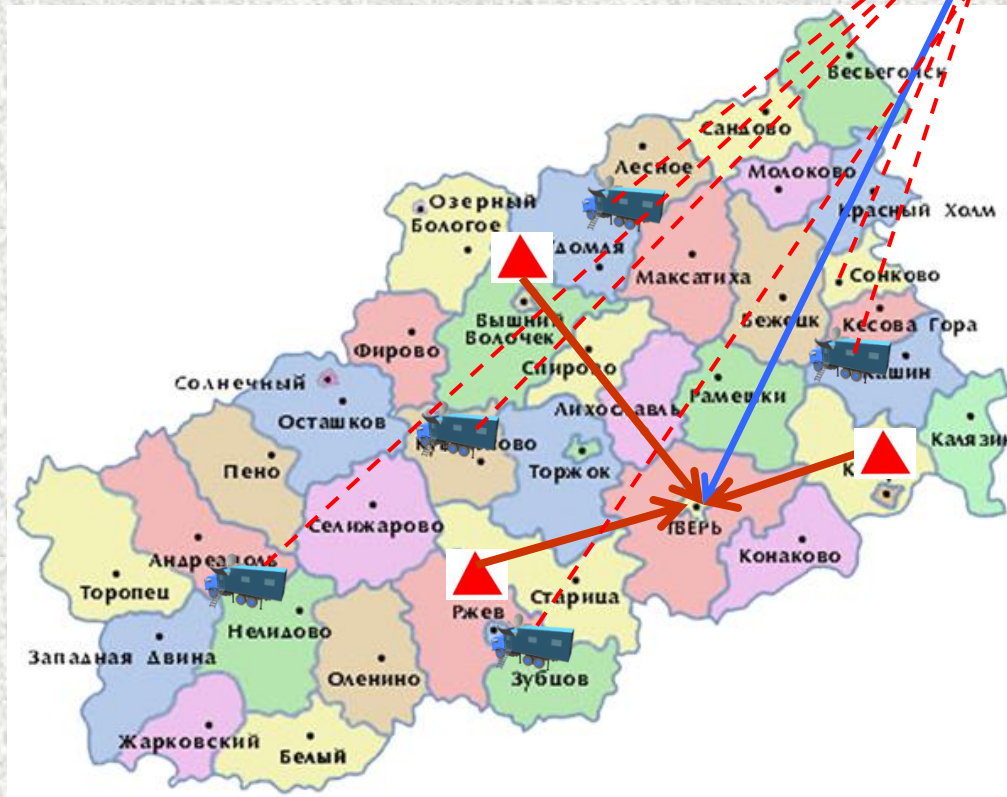 Весьегонск
Сандово
Лесное
Молоково
Озерный
Красный Холм
Бологое
Максатиха
Сонково
Вышний
Волочек
Бежецк
Кесова Гора
Фирово
Спирово
Кашин
Солнечный
Рамешки
Лихославль
Осташков
Калязин
Пено
Торжок
Селижарово
ТВЕРЬ
Конаково
Андреаполь
Торопец
Старица
Ржев
Нелидово
Западная Двина
Оленино
Зубцов
Жарковский
Белый